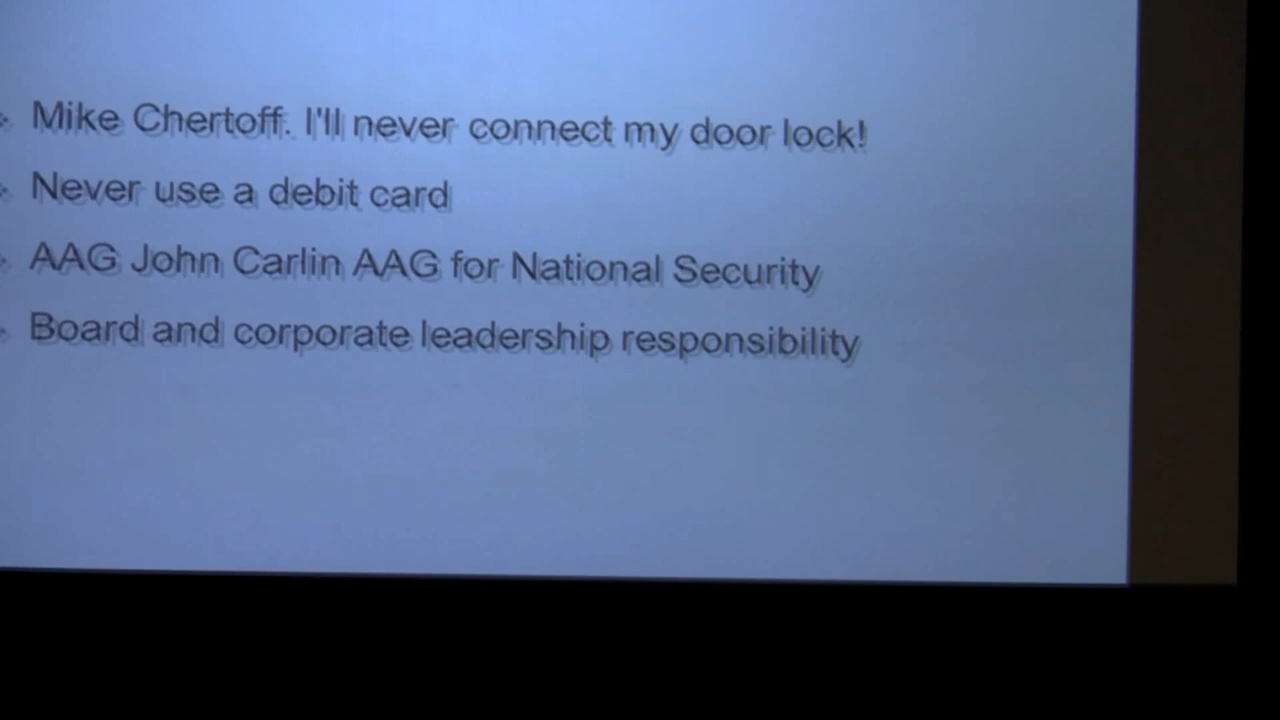 Mike Chertoff. I'll never connect my door lock!
Never use a debit card
AAG John Carlin AAG for National Security
Board and corporate leadership responsibility